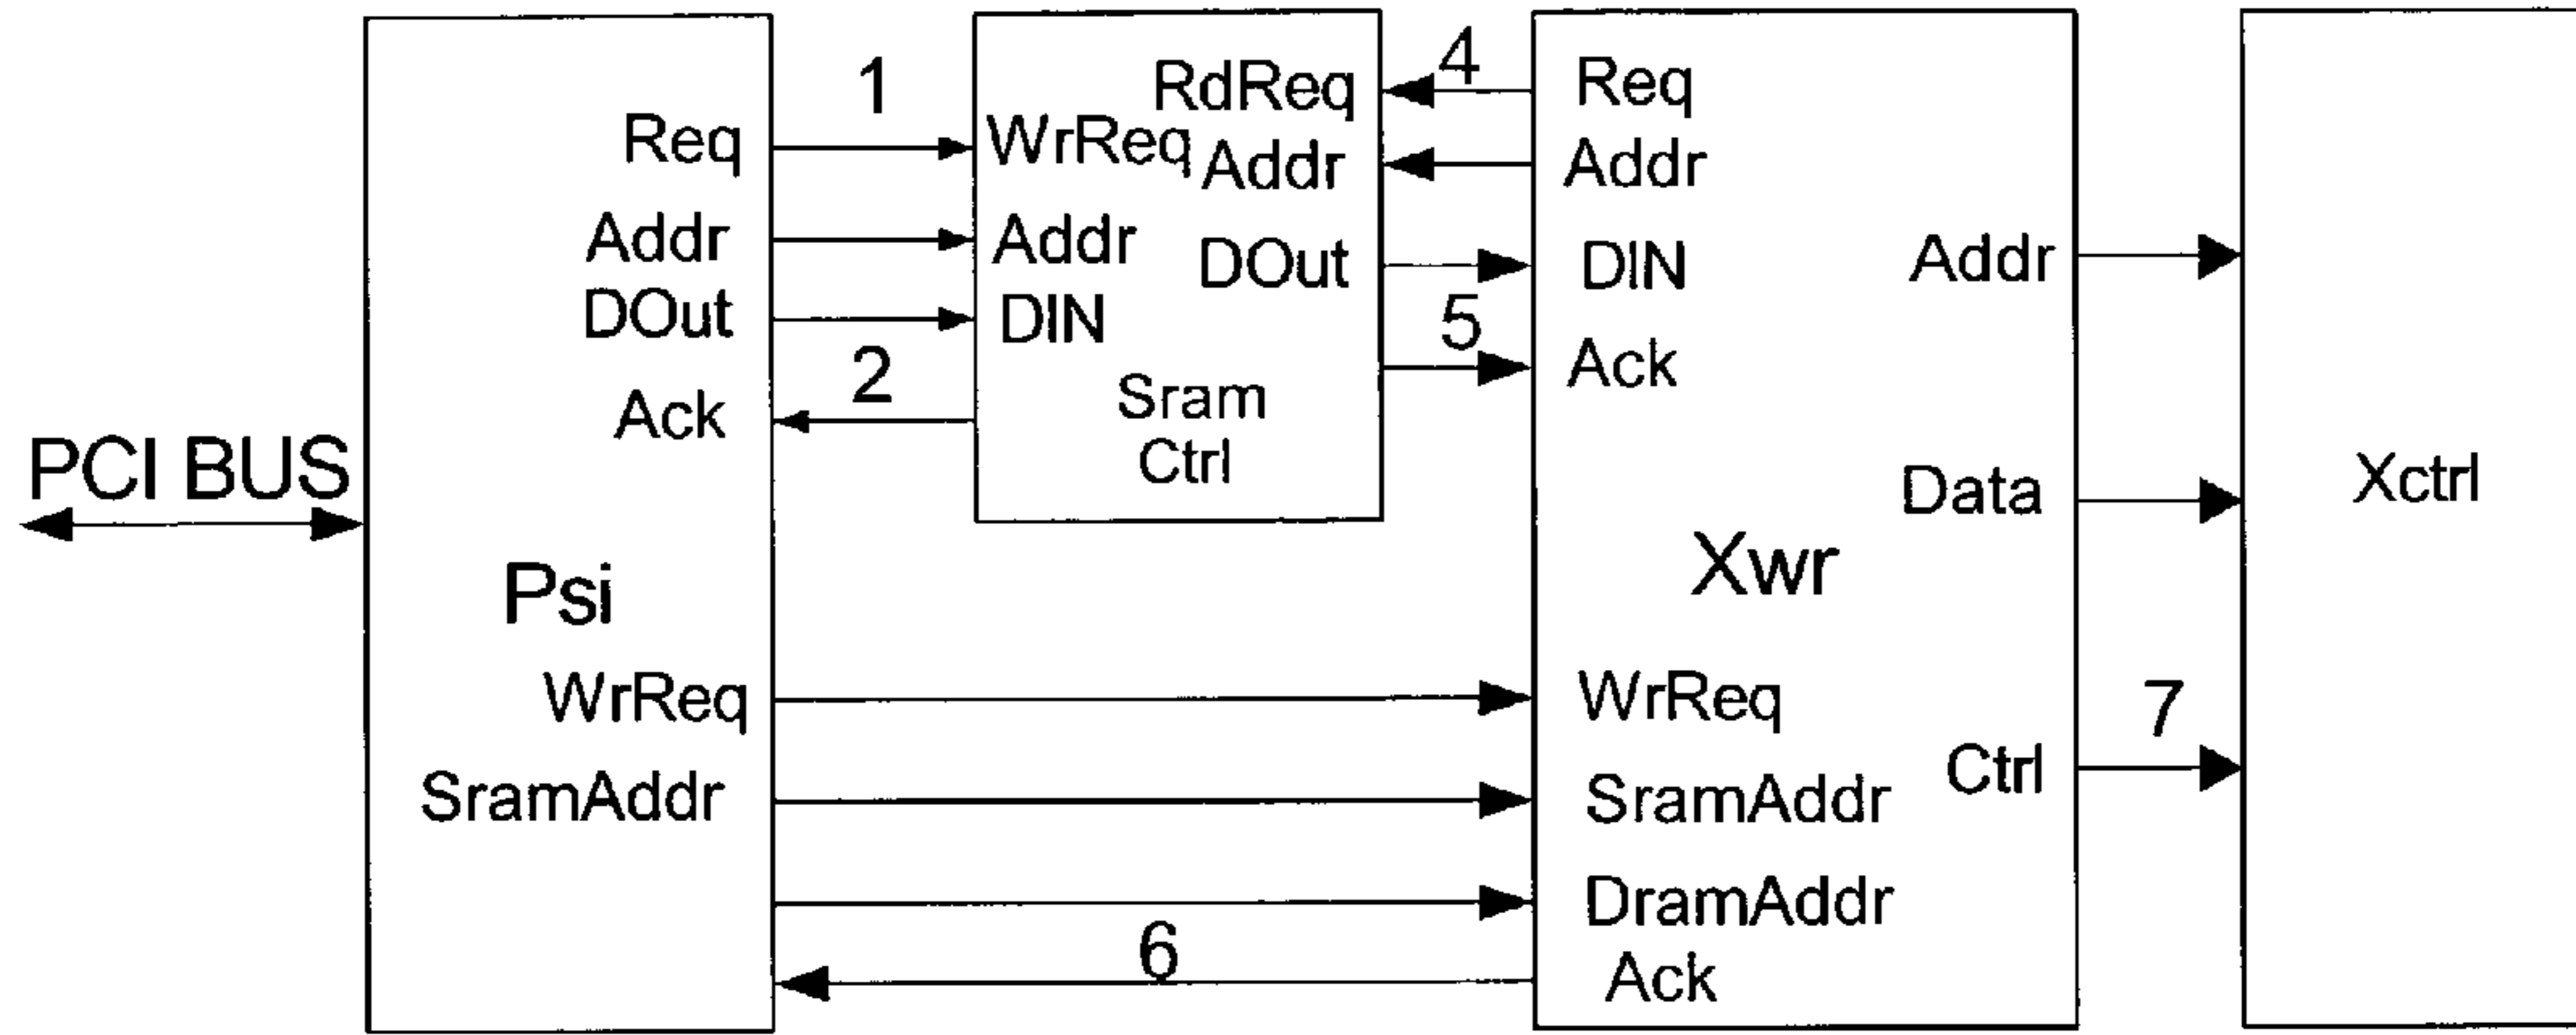 PCI BUS
Req
Addr
DOut
Ack
Psi
WrReq
SramAddr
1
2
WrReq
Addr
DIN
RdReq
Addr
DOut
Sram
Ctrl
4
5
6
Req
Addr
DIN
Ack
Xwr
WrReq
SramAddr
DramAddr
Ack
Addr
Data
Ctrl
7
Xctrl